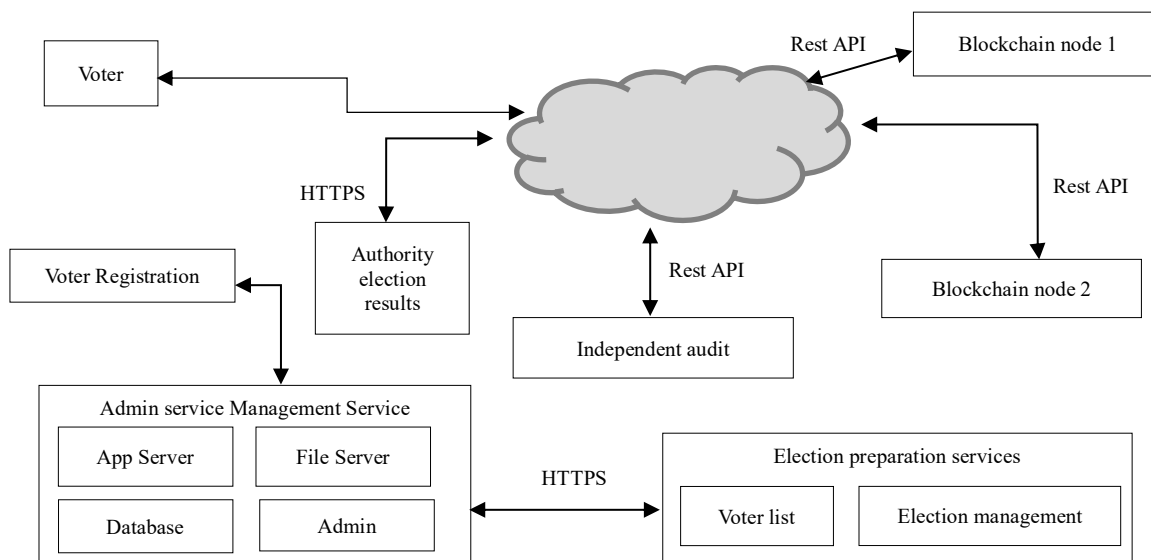 Rest API
Blockchain node 1
Voter
HTTPS
Rest API
Authority
election
results
Voter Registration
Rest API
Blockchain node 2
Independent audit
Admin service Management Service
App Server
File Server
Database
Admin
HTTPS
Election preparation services
Voter list
Election management